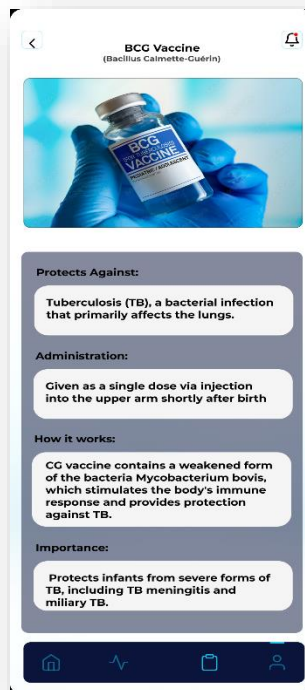 BCG Vaccine
(Bacillus Calmette-Guérin)
BCG
VACCINE
Protects Against:
Tuberculosis (TB), a bacterial infection
that primarily affects the lungs.
Administration:
Given as a single dose via injection
into the upper arm shortly after birth
How it works:
CG vaccine contains a weakened form
of the bacteria Mycobacterium bovis,
which stimulates the body's immune
response and provides protection
against TB.
Importance:
Protects infants from severe forms of
TB, including TB meningitis and
miliary TB.